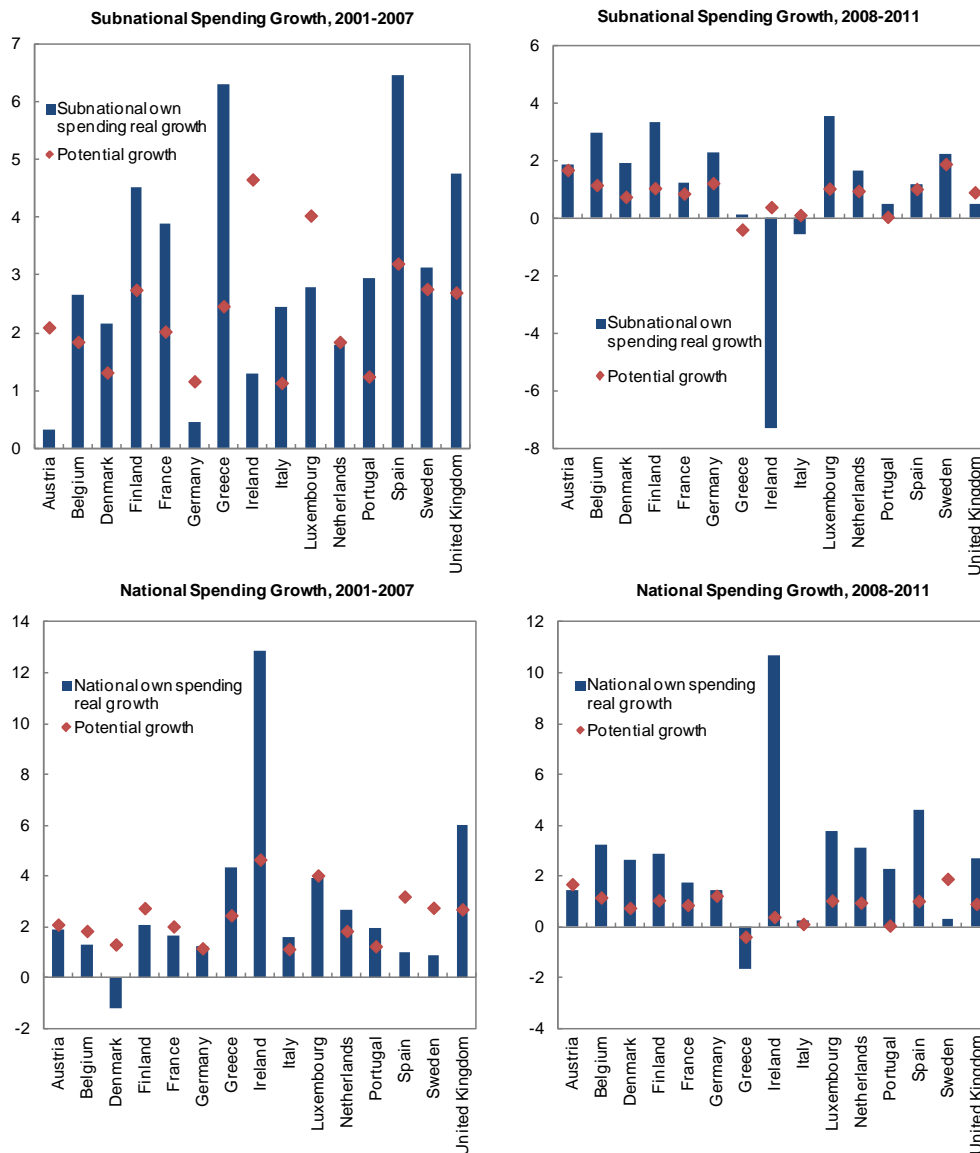 Subnational Spending Growth, 2001-2007
7
6
5
4
3
2
1
0
Subnational own
spending real growth
Potential growth
Austria
Belgium
Denmark
Finland
France
Germany
Greece
Ireland
Italy
Luxembourg
Netherlands
Portugal
Spain
Sweden
United Kingdom
Subnational Spending Growth, 2008-2011
6
4
2
0
-2
-4
-6
-8
Subnational own
spending real growth
Potential growth
Austria
Belgium
Denmark
Finland
France
Germany
Greece
Ireland
Italy
Luxembourg
Netherlands
Portugal
Spain
Sweden
United Kingdom
National Spending Growth, 2001-2007
14
12
10
8
6
4
2
0
-2
National own spending
real growth
Potential growth
Austria
Belgium
Denmark
Finland
France
Germany
Greece
Ireland
Italy
Luxembourg
Netherlands
Portugal
Spain
Sweden
United Kingdom
National Spending Growth, 2008-2011
12
10
8
6
4
2
0
-2
-4
National own spending
real growth
Potential growth
Austria
Belgium
Denmark
Finland
France
Germany
Greece
Ireland
Italy
Luxembourg
Netherlands
Portugal
Spain
Sweden
United Kingdom